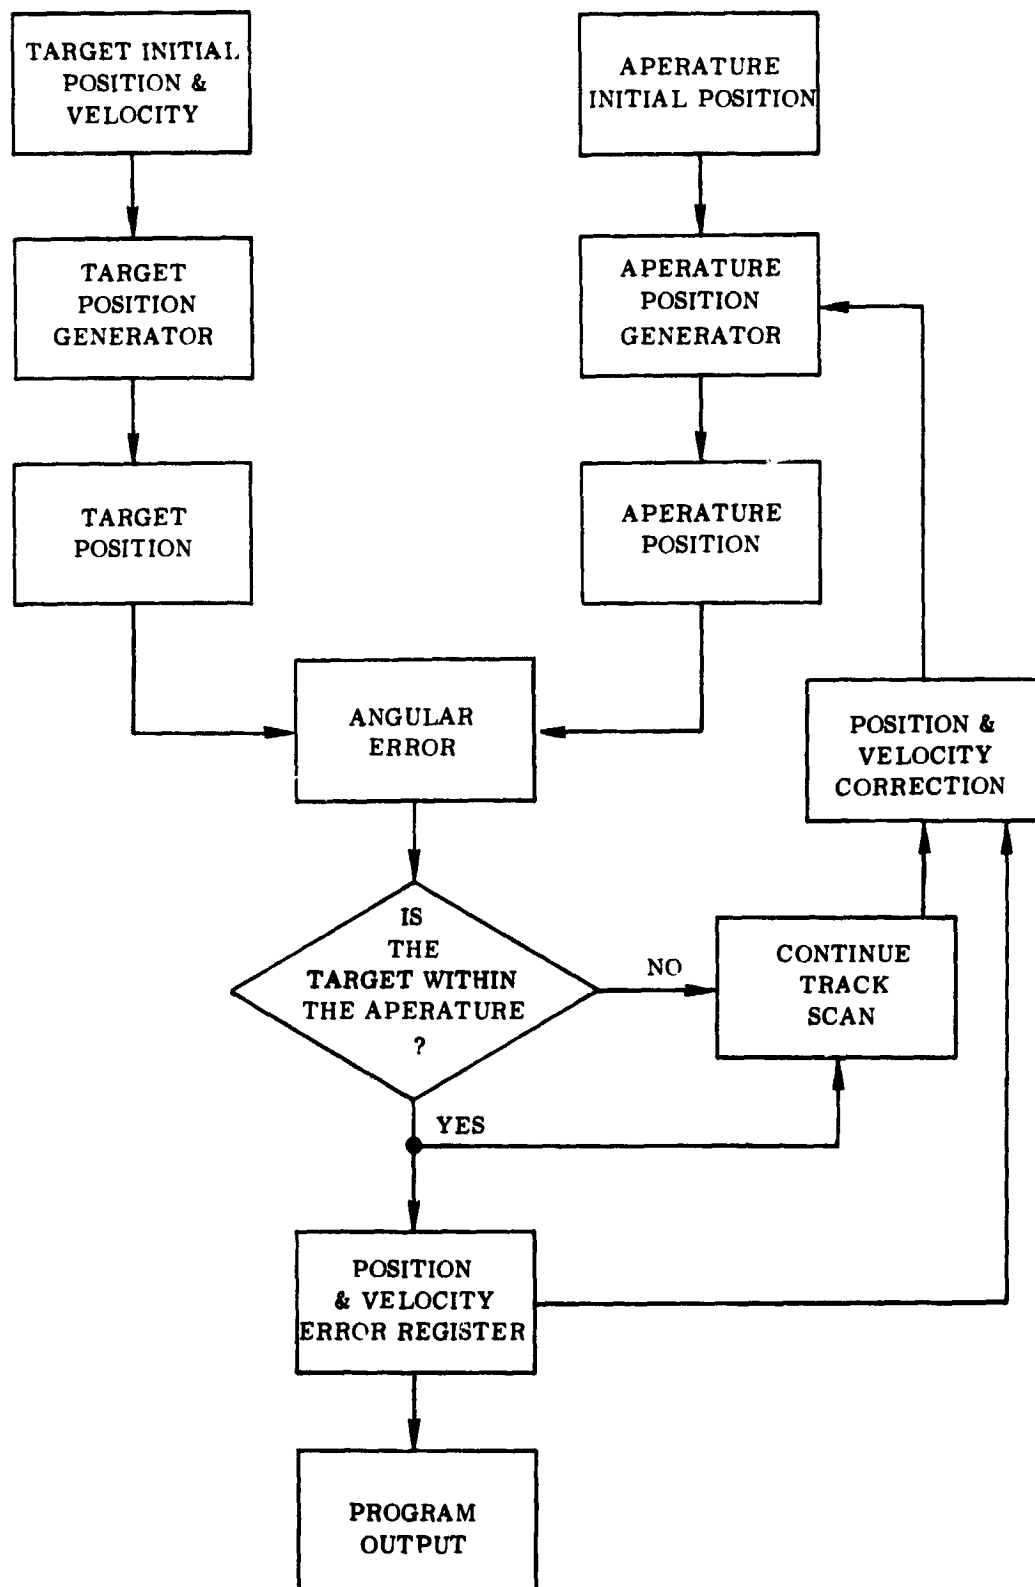 TARGET INITIAL
POSITION &
VELOCITY
APERATURE
INITIAL POSITION
TARGET
POSITION
GENERATOR
APERATURE
POSITION
GENERATOR
TARGET
POSITION
APERATURE
POSITION
ANGULAR
ERROR
POSITION &
VELOCITY
CORRECTION
IS
THE
TARGET WITHIN
THE APERATURE
?
NO
CONTINUE
TRACK
SCAN
YES
POSITION
& VELOCITY
ERROR REGISTER
PROGRAM
OUTPUT